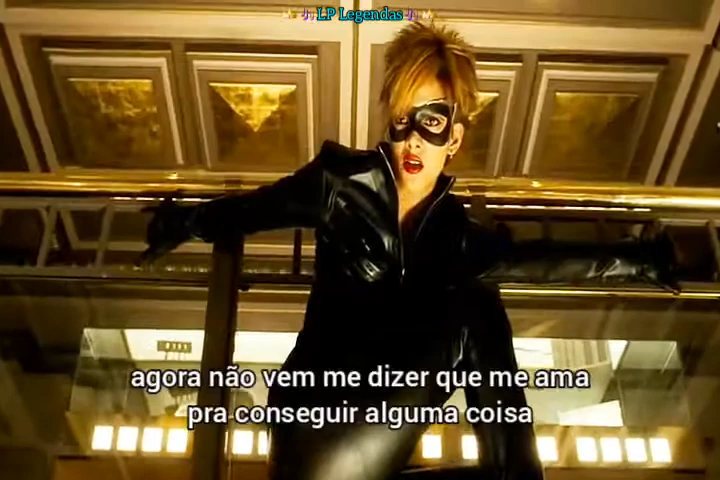 ✨🎶LP Legendas🎶✨
agora não vem me dizer que me ama
pra conseguir alguma coisa